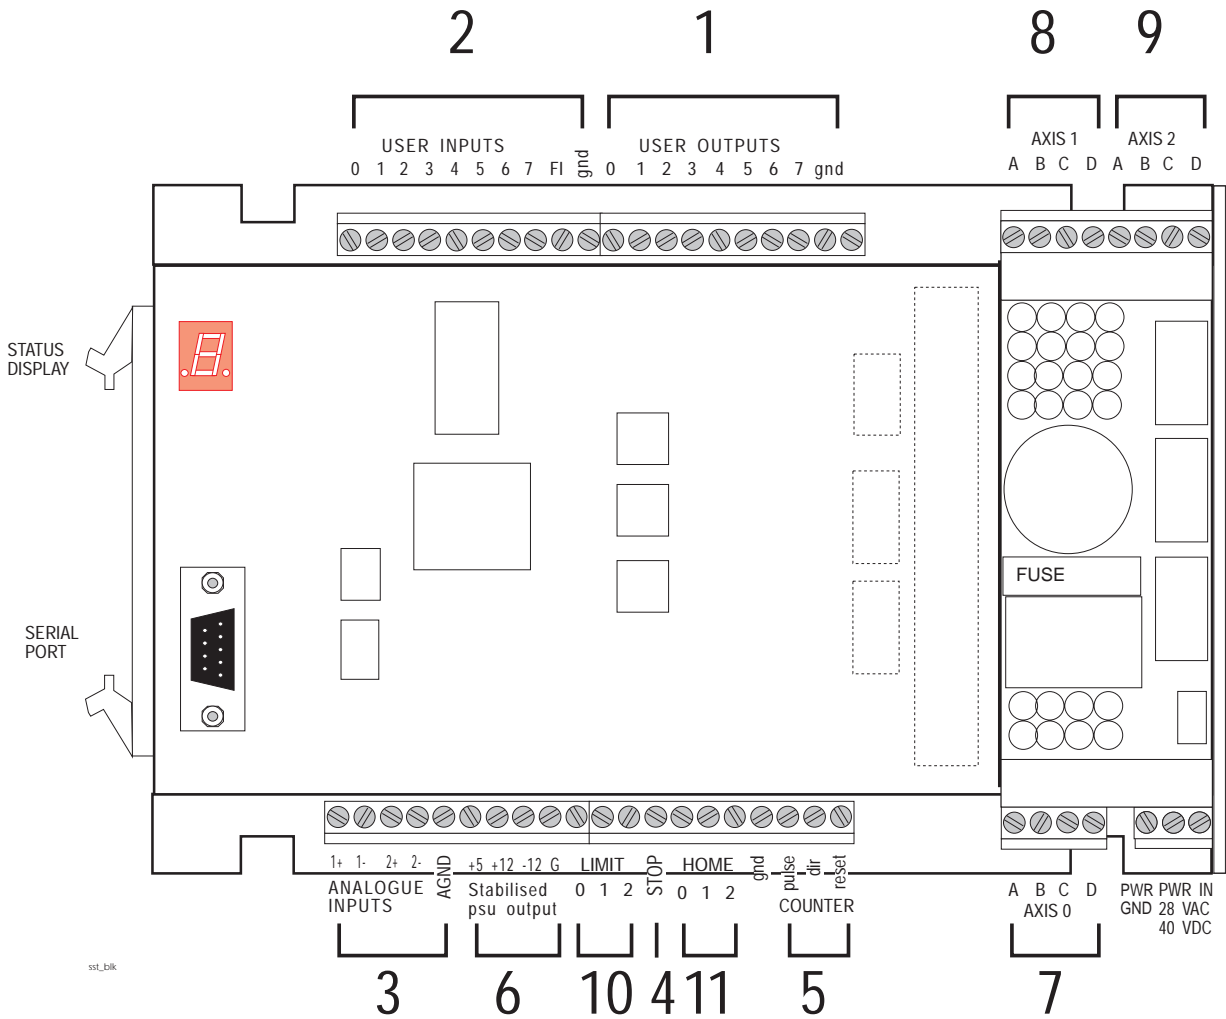 2 1 8 9
USER INPUTS USER OUTPUTS AXIS 1 AXIS 2
0 1 2 3 4 5 6 7 FI gnd 0 1 2 3 4 5 6 7 gnd A B C D A B C D
STATUS
DISPLAY
8
FUSE
SERIAL
PORT
1+ 1- 2+ 2- AGND +5 +12 -12 G LIMIT STOP HOME gnd pulse dir reset
ANALOGUE
INPUTS
Stabilised
psu output
0 1 2 0 1 2
COUNTER
A B C D
AXIS 0
PWR PWR IN
GND 28 VAC
40 VDC
sst_blk
3 6 10 4 11 5 7